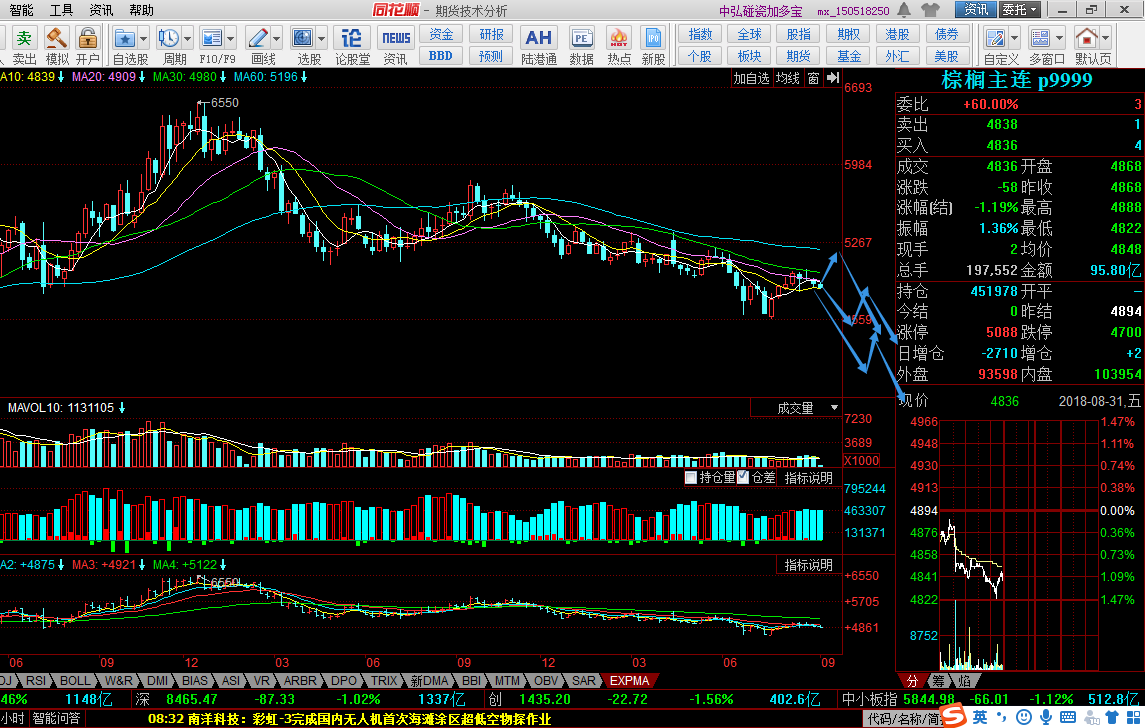 智能 工具 资讯 帮助 同花顺 - 期货技术分析 中弘碰瓷加多宝 mx_150518250 资讯 委托
卖 论 NEWS 资金 研报 AH PE HOT IPO 指数 全球 股指 期权 港股 债券
卖出 模拟 开户 自选股 周期 F10/F9 画线 选股 论股堂 资讯 BBD 预测 陆港通 数据 热点 新股 个股 板块 期货 基金 外汇 美股 自定义 多窗口 默认页
A10: 4839 MA20: 4909 MA30: 4980 MA60: 5196 加自选 均线 窗
棕榈主连 p9999
6693
6550
5984
5267
4559
委比 +60.00% 3
卖出 4838 1
买入 4836 4
成交 4836 开盘 4868
涨跌 -58 昨收 4868
涨幅(结) -1.19% 最高 4888
振幅 1.36% 最低 4822
现手 2 均价 4848
总手 197,552 金额 95.80亿
持仓 451978 开平 —
今结 0 昨结 4894
涨停 5088 跌停 4700
日增仓 -2710 增仓 +2
外盘 93598 内盘 103954
现价 4836 2018-08-31,五
MAVOL10: 1131105 成交量
7230
3689
X1000
持仓量 仓差 指标说明
795244
463307
131371
A2: +4875 MA3: +4921 MA4: +5122 指标说明
6550
+6550
+5705
+4861
4966 1.47%
4948 1.11%
4930 0.74%
4913 0.38%
4894 0.00%
4876 0.36%
4858 0.73%
4841 1.09%
4822 1.47%
8752
06 09 12 03 06 09 12 03 06 09
DJ RSI BOLL W&R DMI BIAS ASI VR ARBR DPO TRIX 新DMA BBI MTM OBV SAR EXPMA 分 筹 焰
46% 1148亿 深 8465.47 -87.33 -1.02% 1337亿 创 1435.20 -22.72 -1.56% 402.6亿 中小板指 5844.98 -66.01 -1.12% 512.8亿
小时 智能问答 08:32 南洋科技：彩虹-3完成国内无人机首次海滩涂区超低空物探作业 代码/名称/简 英